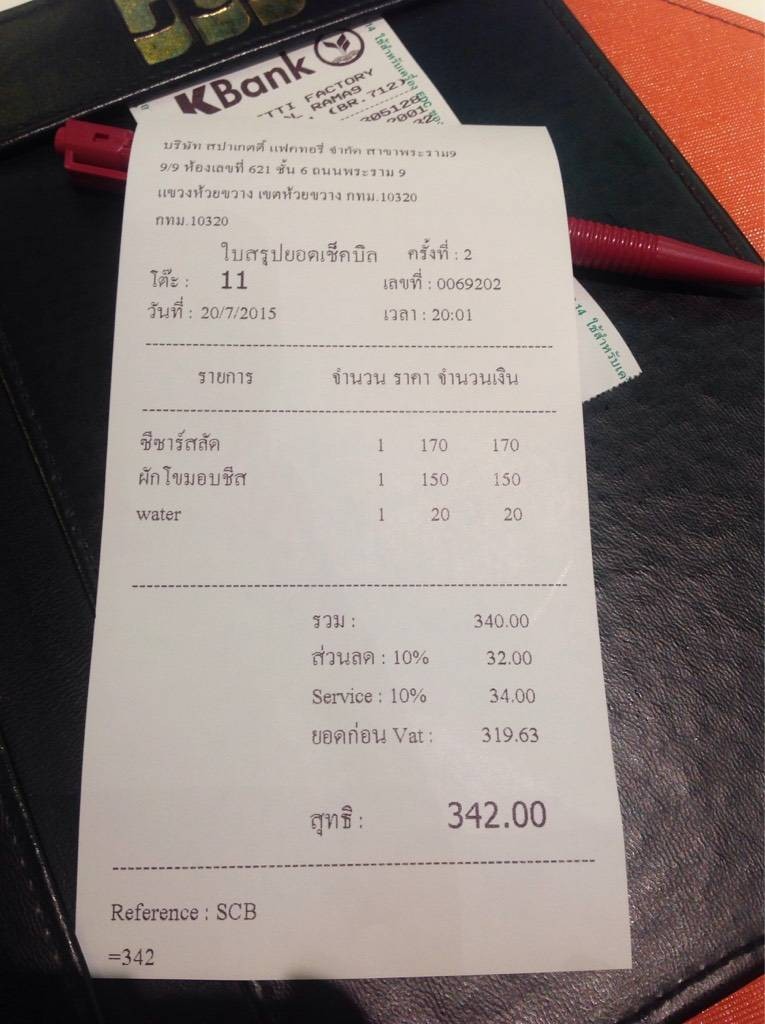 KBank
TTI FACTORY
RAMA9
(BR.712)
บริษัท สปาเกตตี้ แฟคทอรี่ จำกัด สาขาพระราม9
9/9 ห้องเลขที่ 621 ชั้น 6 ถนนพระราม 9
แขวงห้วยขวาง เขตห้วยขวาง กทม.10320
กทม.10320
ใบสรุปยอดเช็คบิล ครั้งที่ : 2
โต๊ะ : 11 เลขที่ : 0069202
วันที่ : 20/7/2015 เวลา : 20:01
รายการ จำนวน ราคา จำนวนเงิน
ซีซาร์สลัด 1 170 170
ผักโขมอบชีส 1 150 150
water 1 20 20
รวม : 340.00
ส่วนลด : 10% 32.00
Service : 10% 34.00
ยอดก่อน Vat : 319.63
สุทธิ : 342.00
Reference : SCB
=342